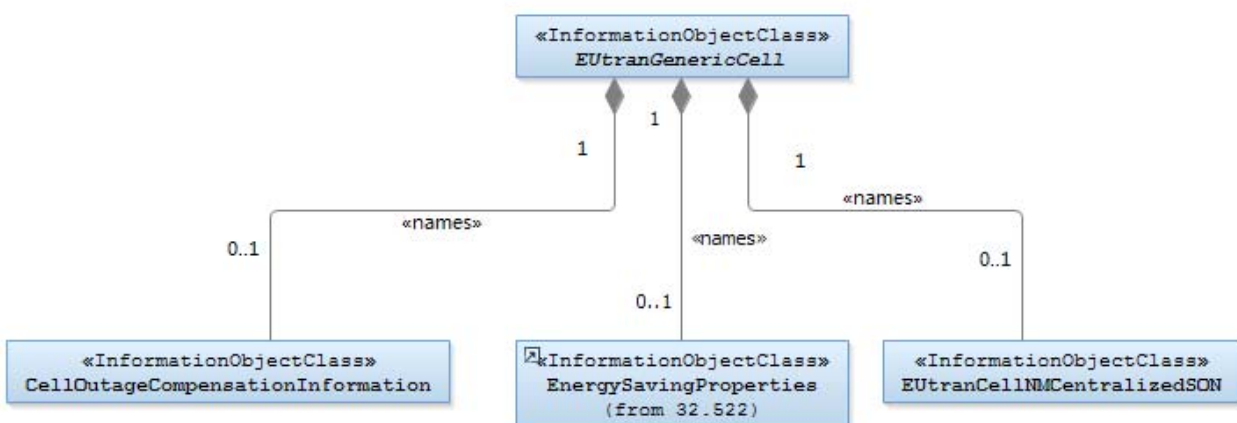 «InformationObjectClass»
EUtranGenericCell
1
1
1
«names»
«names»
«names»
0..1
0..1
0..1
«InformationObjectClass»
CellOutageCompensationInformation
«InformationObjectClass»
EnergySavingProperties
(from 32.522)
«InformationObjectClass»
EUtranCellNMCentralizedSON